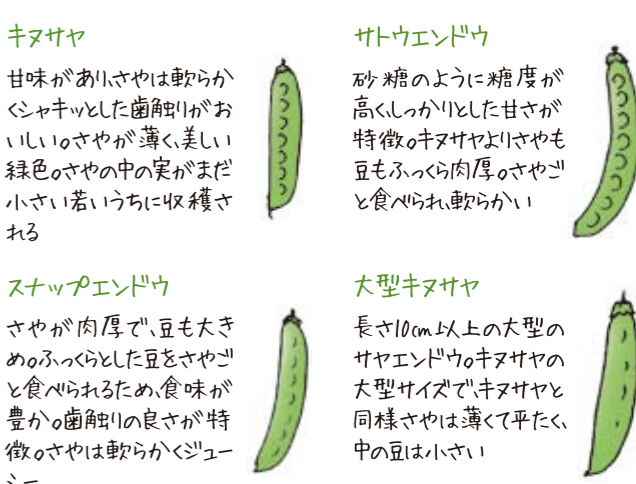 キヌサヤ
甘味があり、さやは軟らか
くシャキッとした歯触りがお
いしい。さやが薄く、美しい
緑色。さやの中の実がまだ
小さい若いうちに収穫さ
れる
サトウエンドウ
砂糖のように糖度が
高く、しっかりとした甘さが
特徴。キヌサヤよりさやも
豆もふっくら肉厚。さやご
と食べられ、軟らかい
スナップエンドウ
さやが肉厚で、豆も大き
め。ふっくらとした豆をさやご
と食べられるため、食味が
豊か。歯触りの良さが特
徴。さやは軟らかくジュー
シー
大型キヌサヤ
長さ10cm以上の大型の
サヤエンドウ。キヌサヤの
大型サイズで、キヌサヤと
同様さやは薄くて平たく、
中の豆は小さい